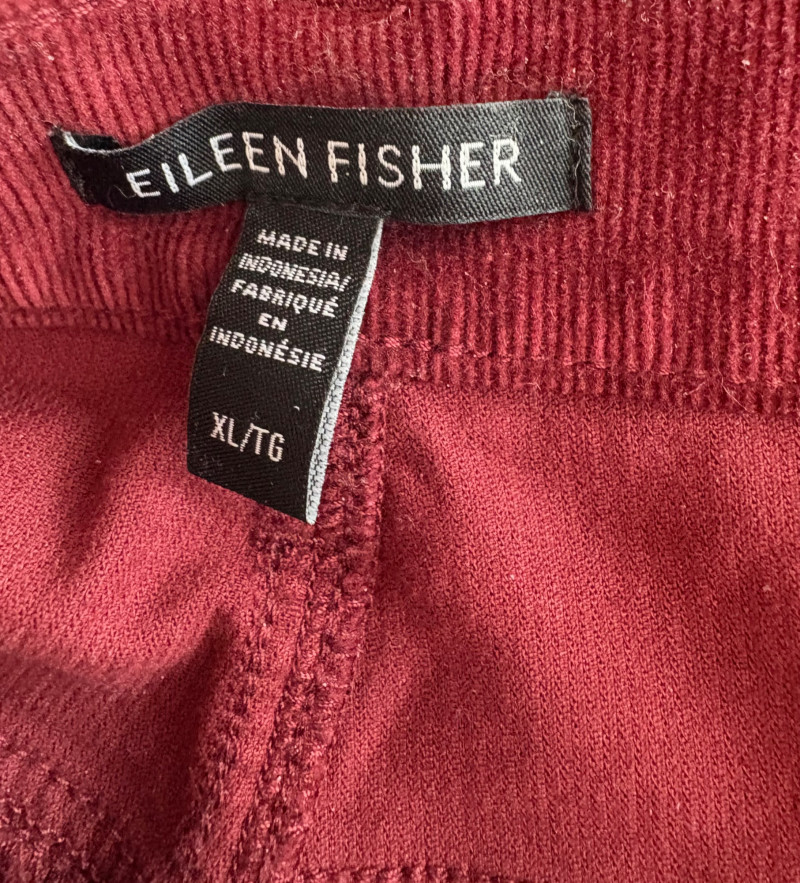 EILEEN FISHER
MADE IN
INDONESIA/
FABRIQUÉ
EN
INDONÉSIE
XL/TG